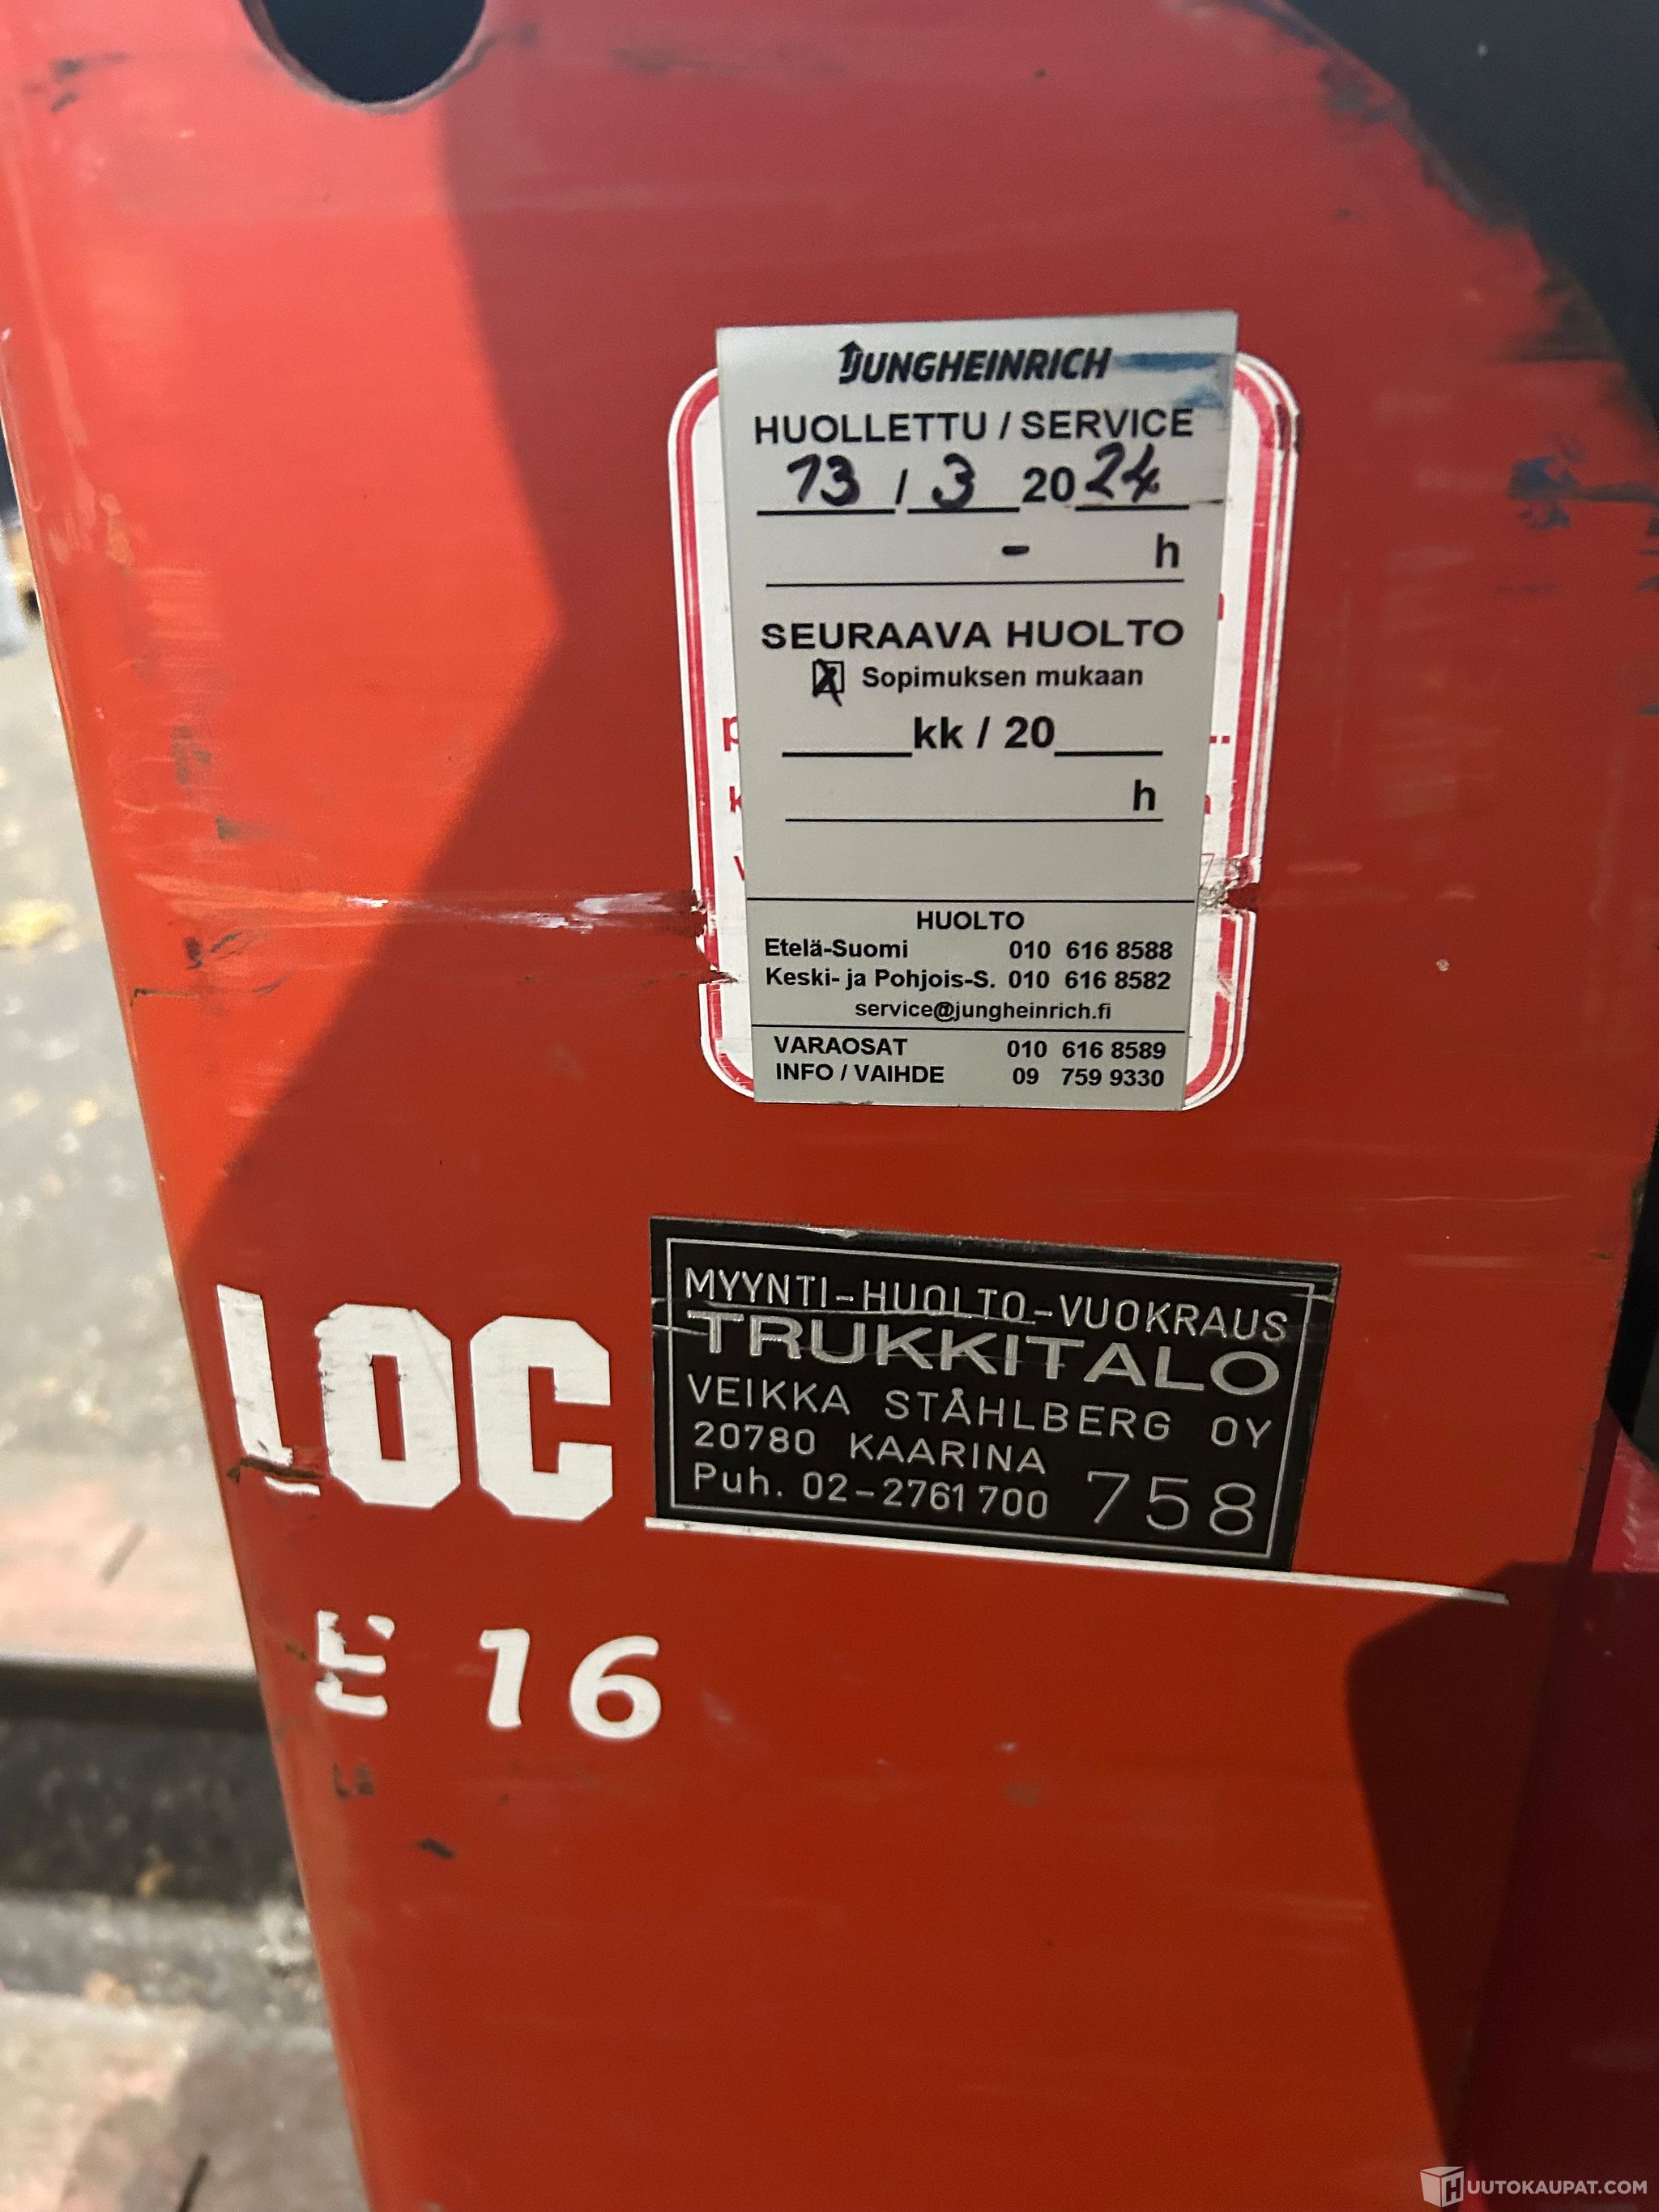 JUNGHEINRICH
HUOLLETTU / SERVICE
13 / 3 2024
- h
SEURAAVA HUOLTO
Sopimuksen mukaan
kk / 20
h
HUOLTO
Etelä-Suomi 010 616 8588
Keski- ja Pohjois-S. 010 616 8582
service@jungheinrich.fi
VARAOSAT 010 616 8589
INFO / VAIHDE 09 759 9330
MYYNTI-HUOLTO-VUOKRAUS
TRUKKITALO
VEIKKA STÅHLBERG OY
20780 KAARINA
Puh. 02-2761700 758
LOC
E 16
HUUTOKAUPAT.COM